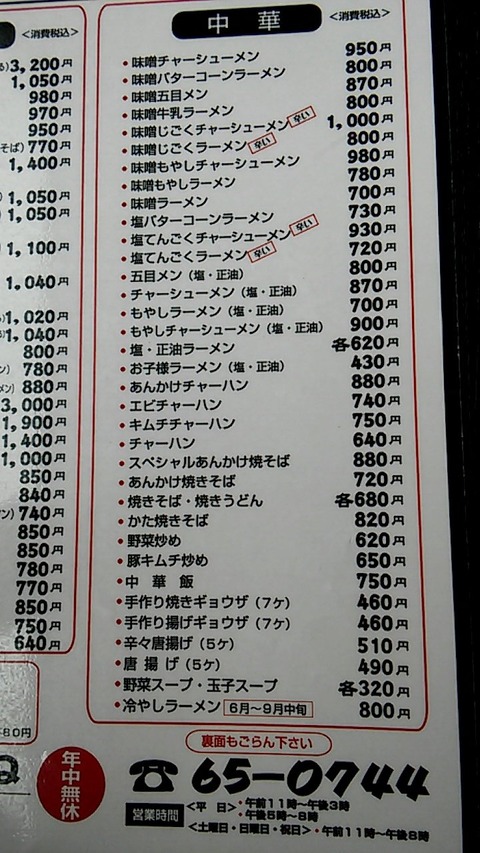 <消費税込>
3,200円
1,050円
980円
970円
950円
そば) 770円
1,400円
1,050円
1,050円
1,100円
1,040円
1,020円
1,040円
800円
780円
メン) 880円
3,000円
1,900円
1,400円
1,000円
850円
840円
740円
850円
850円
780円
770円
850円
750円
640円
80円
中華 <消費税込>
・味噌チャーシューメン 950円
・味噌バターコーンラーメン 800円
・味噌五目メン 870円
・味噌牛乳ラーメン 800円
・味噌じごくチャーシューメン 辛い 1,000円
・味噌じごくラーメン 辛い 800円
・味噌もやしチャーシューメン 980円
・味噌もやしラーメン 780円
・味噌ラーメン 700円
・塩バターコーンラーメン 730円
・塩てんごくチャーシューメン 辛い 930円
・塩てんごくラーメン 辛い 720円
・五目メン(塩・正油) 800円
・チャーシューメン(塩・正油) 870円
・もやしラーメン(塩・正油) 700円
・もやしチャーシューメン(塩・正油) 900円
・塩・正油ラーメン 各620円
・お子様ラーメン(塩・正油) 430円
・あんかけチャーハン 880円
・エビチャーハン 740円
・キムチチャーハン 750円
・チャーハン 640円
・スペシャルあんかけ焼そば 880円
・あんかけ焼きそば 720円
・焼きそば・焼きうどん 各680円
・かた焼きそば 820円
・野菜炒め 620円
・豚キムチ炒め 650円
・中華飯 750円
・手作り焼きギョウザ(7ケ) 460円
・手作り揚げギョウザ(7ケ) 460円
・辛々唐揚げ(5ケ) 510円
・唐揚げ(5ケ) 490円
・野菜スープ・玉子スープ 各320円
・冷やしラーメン 6月〜9月中旬 800円
裏面もごらん下さい
年中無休
☎65-0744
営業時間
<平日>・午前11時〜午後3時
・午後5時〜8時
<土曜日・日曜日・祝日>・午前11時〜午後8時